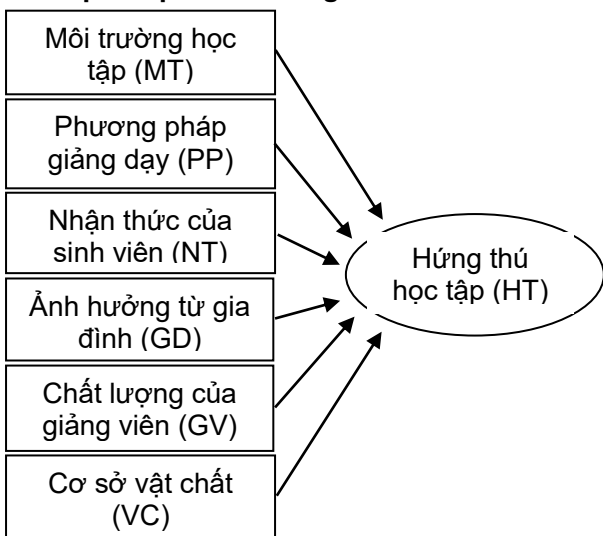 Môi trường học
tập (MT)
Phương pháp
giảng dạy (PP)
Nhận thức của
sinh viên (NT)
Ảnh hưởng từ gia
đình (GD)
Chất lượng của
giảng viên (GV)
Cơ sở vật chất
(VC)
Hứng thú
học tập (HT)